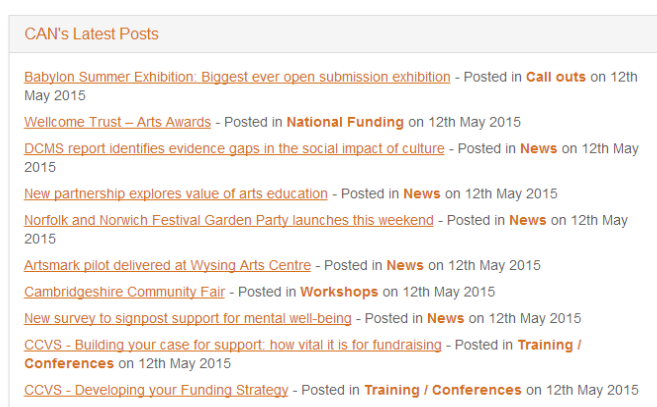 CAN's Latest Posts
Babylon Summer Exhibition: Biggest ever open submission exhibition - Posted in Call outs on 12th
May 2015
Wellcome Trust – Arts Awards - Posted in National Funding on 12th May 2015
DCMS report identifies evidence gaps in the social impact of culture - Posted in News on 12th May
2015
New partnership explores value of arts education - Posted in News on 12th May 2015
Norfolk and Norwich Festival Garden Party launches this weekend - Posted in News on 12th May
2015
Artsmark pilot delivered at Wysing Arts Centre - Posted in News on 12th May 2015
Cambridgeshire Community Fair - Posted in Workshops on 12th May 2015
New survey to signpost support for mental well-being - Posted in News on 12th May 2015
CCVS - Building your case for support: how vital it is for fundraising - Posted in Training /
Conferences on 12th May 2015
CCVS - Developing your Funding Strategy - Posted in Training / Conferences on 12th May 2015